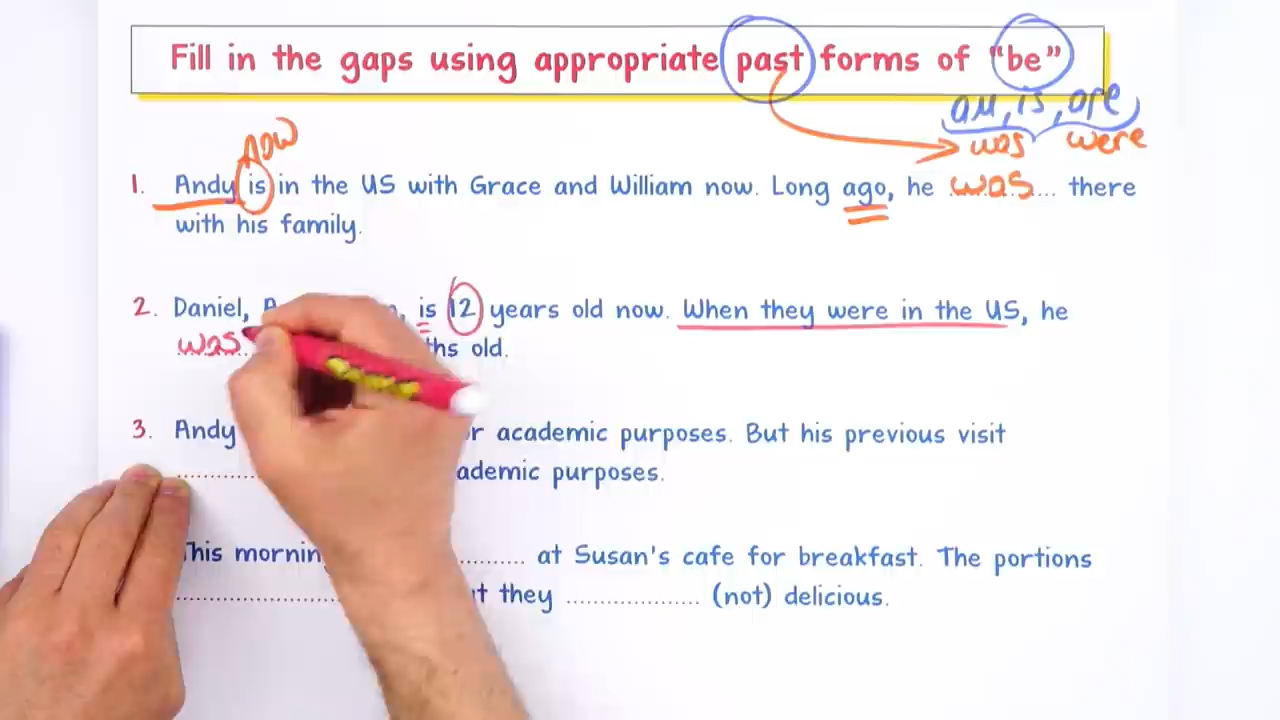 Fill in the gaps using appropriate past forms of "be"
am, is, are
was were
now
1. Andy is in the US with Grace and William now. Long ago, he was there
with his family.
2. Daniel, is 12 years old now. When they were in the US, he
was old.
3. Andy academic purposes. But his previous visit
purposes.
This at Susan's cafe for breakfast. The portions
they .................... (not) delicious.